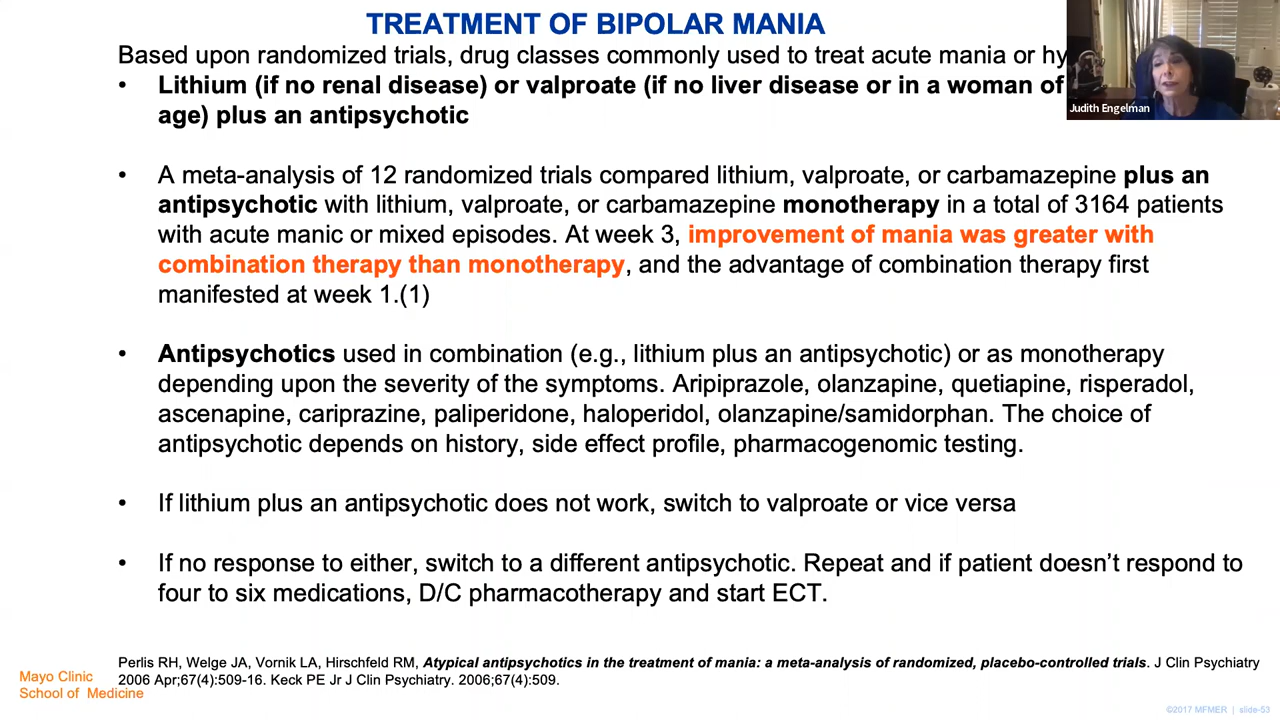 TREATMENT OF BIPOLAR MANIA
Based upon randomized trials, drug classes commonly used to treat acute mania or hy
• Lithium (if no renal disease) or valproate (if no liver disease or in a woman of
age) plus an antipsychotic
• A meta-analysis of 12 randomized trials compared lithium, valproate, or carbamazepine plus an
antipsychotic with lithium, valproate, or carbamazepine monotherapy in a total of 3164 patients
with acute manic or mixed episodes. At week 3, improvement of mania was greater with
combination therapy than monotherapy, and the advantage of combination therapy first
manifested at week 1.(1)
• Antipsychotics used in combination (e.g., lithium plus an antipsychotic) or as monotherapy
depending upon the severity of the symptoms. Aripiprazole, olanzapine, quetiapine, risperadol,
ascenapine, cariprazine, paliperidone, haloperidol, olanzapine/samidorphan. The choice of
antipsychotic depends on history, side effect profile, pharmacogenomic testing.
• If lithium plus an antipsychotic does not work, switch to valproate or vice versa
• If no response to either, switch to a different antipsychotic. Repeat and if patient doesn’t respond to
four to six medications, D/C pharmacotherapy and start ECT.
Perlis RH, Welge JA, Vornik LA, Hirschfeld RM, Atypical antipsychotics in the treatment of mania: a meta-analysis of randomized, placebo-controlled trials. J Clin Psychiatry
2006 Apr;67(4):509-16. Keck PE Jr J Clin Psychiatry. 2006;67(4):509.
Mayo Clinic
School of Medicine
©2017 MFMER | slide-53
Judith Engelman